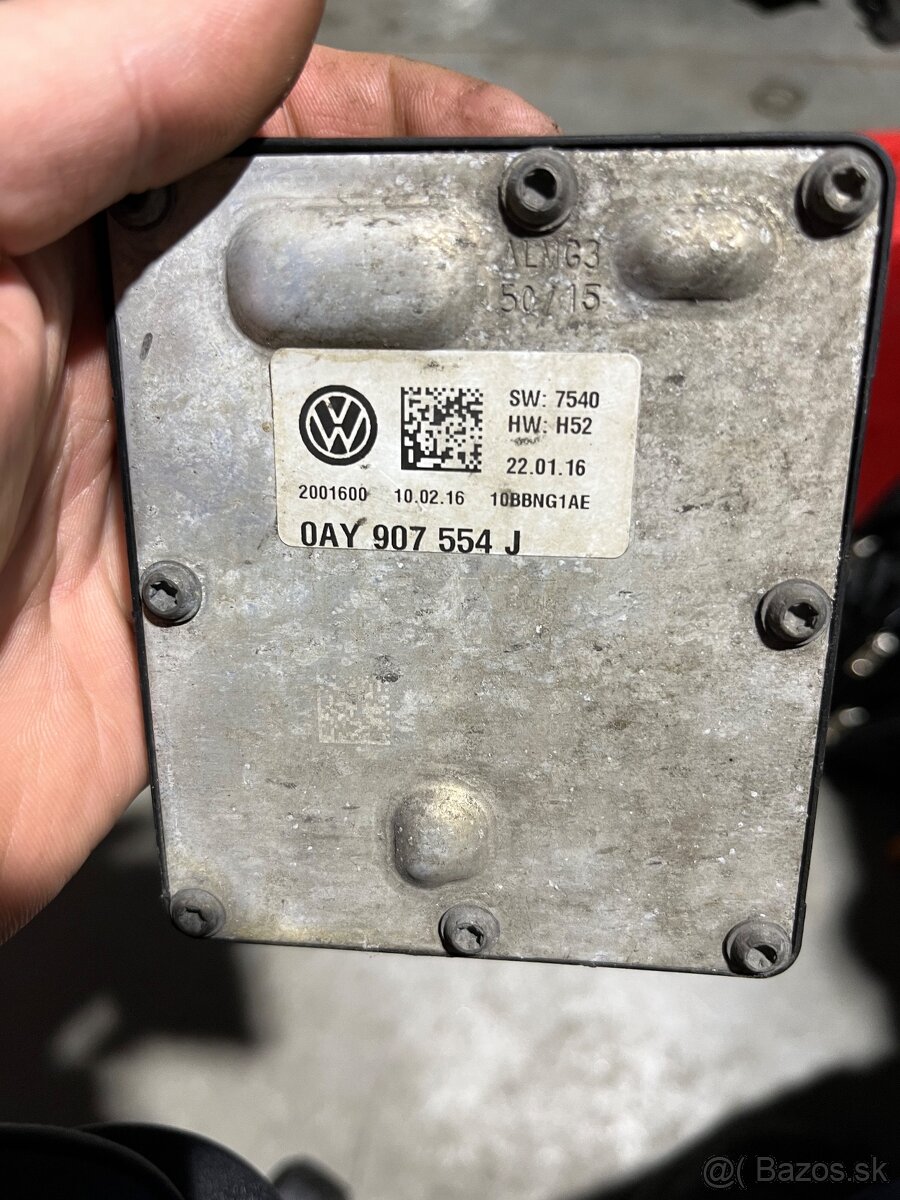 ALMG3
50/15
SW: 7540
HW: H52
22.01.16
2001600 10.02.16 10BBNG1AE
0AY 907 554 J
@( Bazos.sk